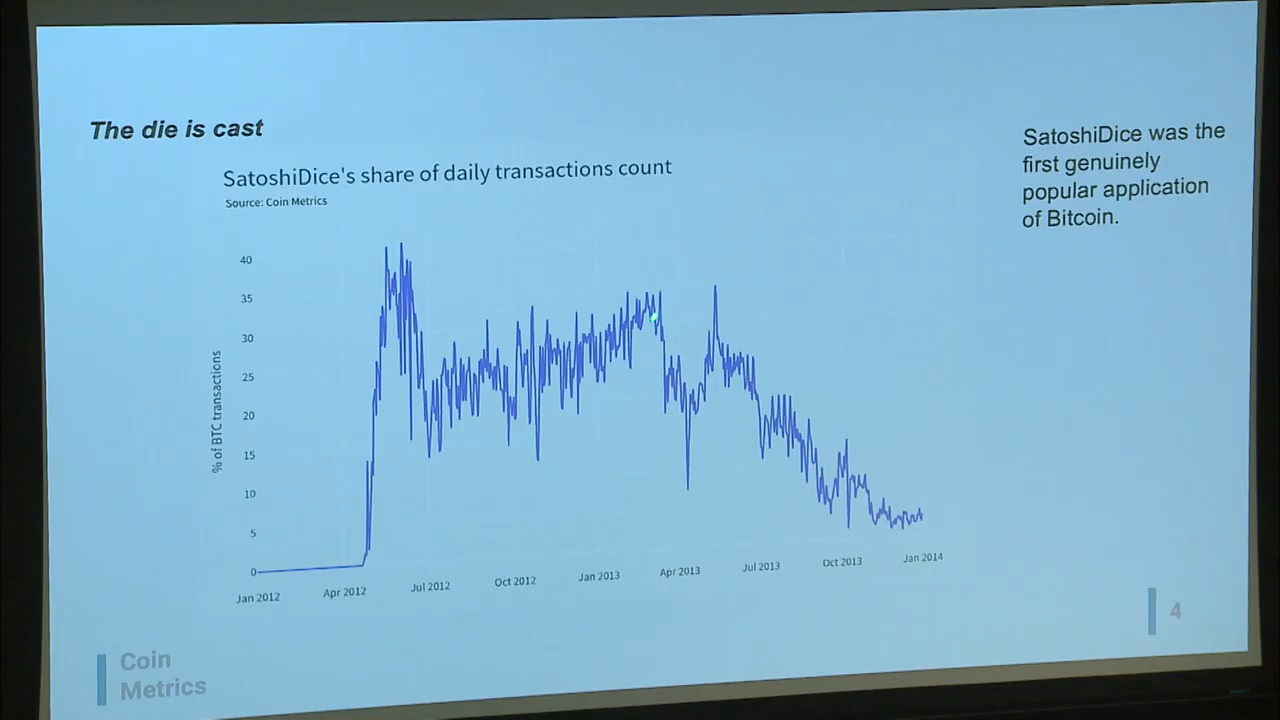 The die is cast
SatoshiDice's share of daily transactions count
Source: Coin Metrics
SatoshiDice was the
first genuinely
popular application
of Bitcoin.
% of BTC transactions
40
35
30
25
20
15
10
5
0
Jan 2012
Apr 2012
Jul 2012
Oct 2012
Jan 2013
Apr 2013
Jul 2013
Oct 2013
Jan 2014
Coin
Metrics
4